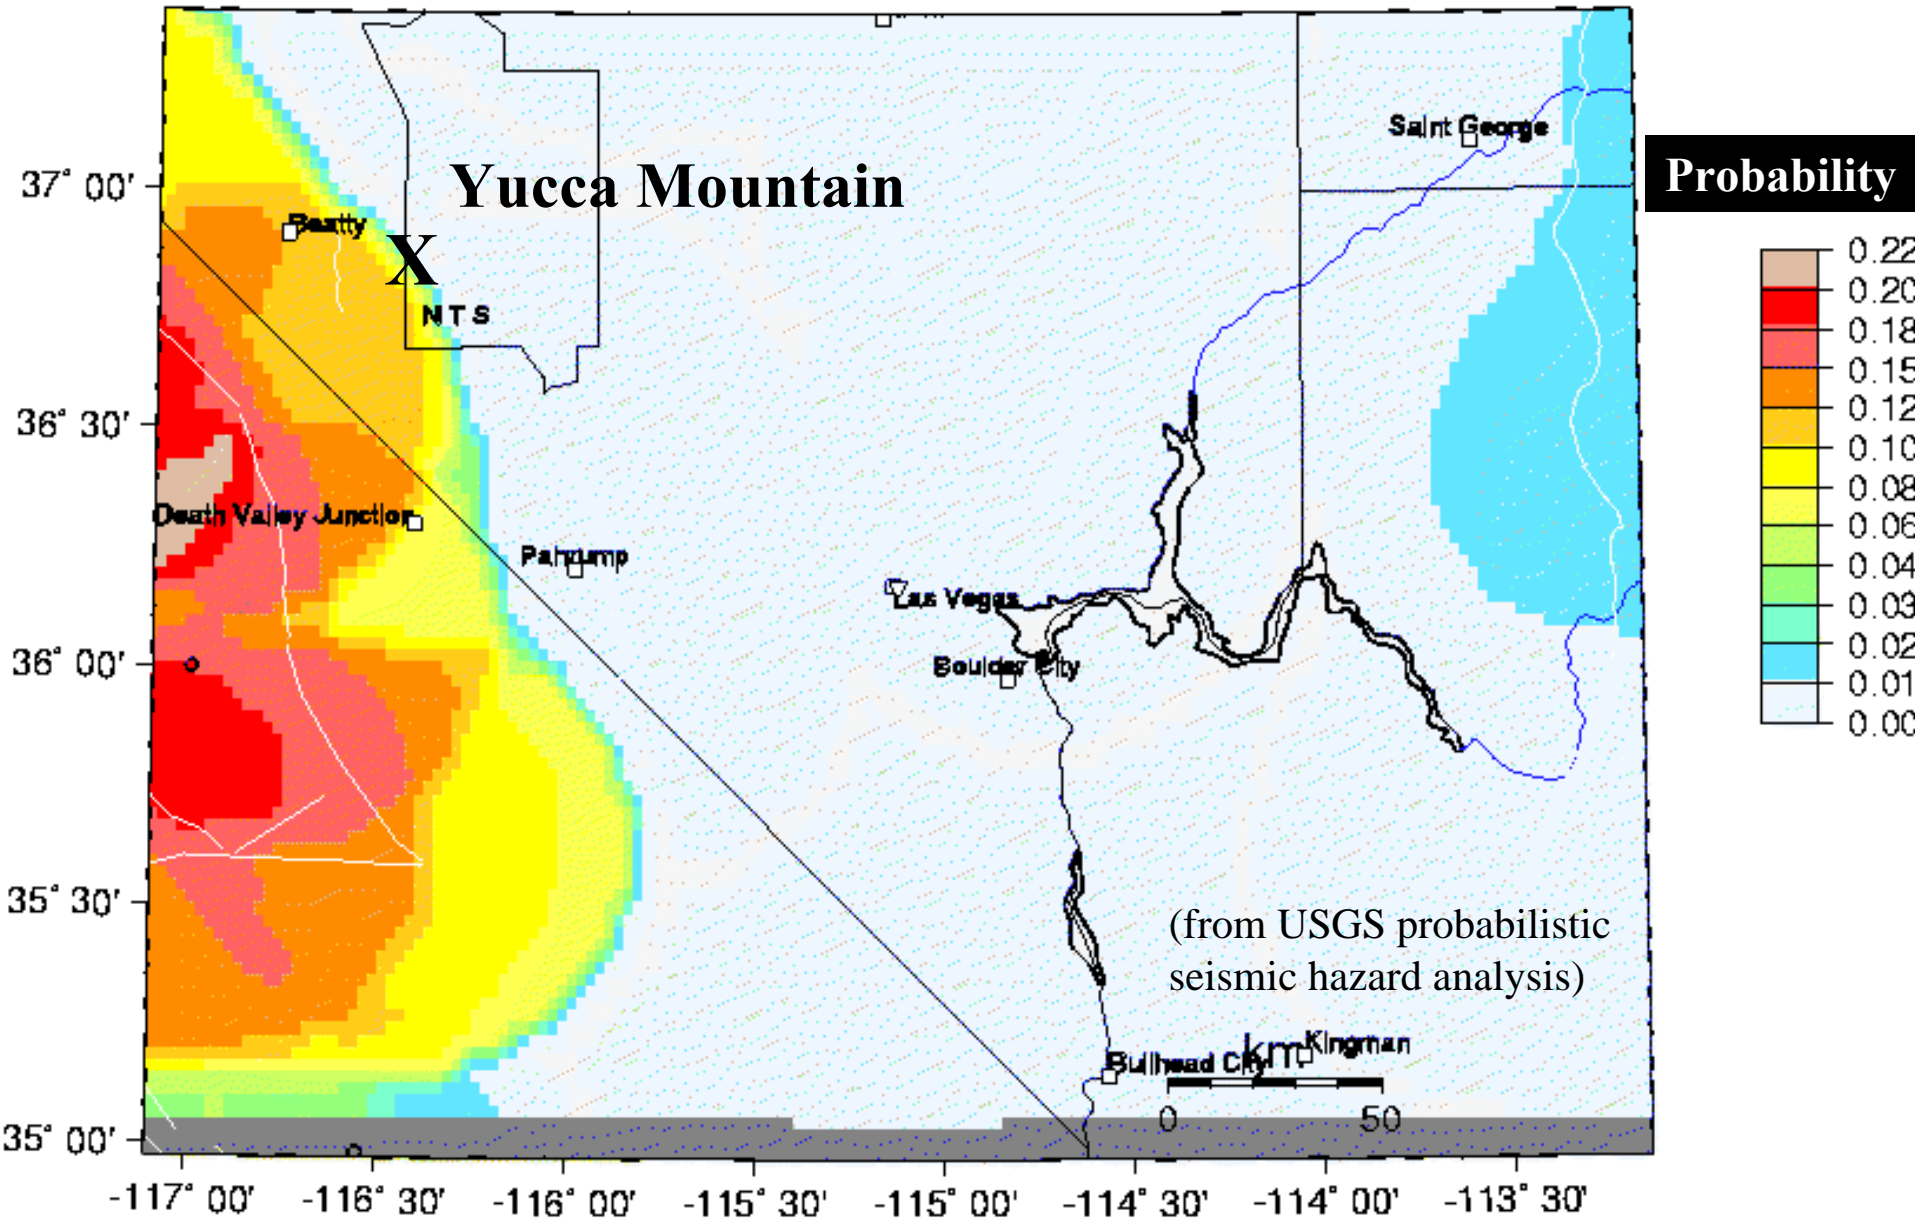 Saint George
37° 00'
Yucca Mountain
Probability
Beatty
X
N T S
0.22
0.20
0.18
0.15
0.12
0.10
0.08
0.06
0.04
0.03
0.02
0.01
0.00
36° 30'
Death Valley Junction
Pahrump
Las Vegas
36° 00'
Boulder City
35° 30'
(from USGS probabilistic
seismic hazard analysis)
km
Kingman
Bullhead City
0 50
35° 00'
-117° 00' -116° 30' -116° 00' -115° 30' -115° 00' -114° 30' -114° 00' -113° 30'